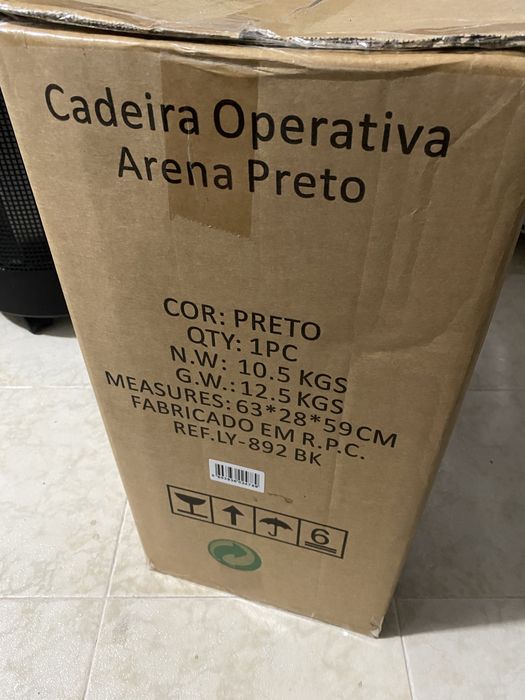 Cadeira Operativa
Arena Preto
COR: PRETO
QTY: 1PC
N.W: 10.5 KGS
G.W.: 12.5 KGS
MEASURES: 63*28*59CM
FABRICADO EM R.P.C.
REF.LY-892 BK
6